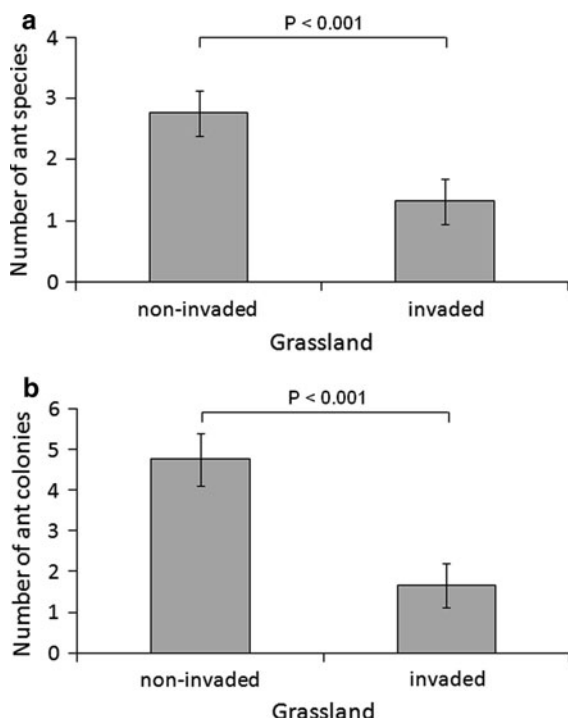 a
P < 0.001
Number of ant species
4
3
2
1
0
non-invaded invaded
Grassland
b
P < 0.001
Number of ant colonies
6
5
4
3
2
1
0
non-invaded invaded
Grassland